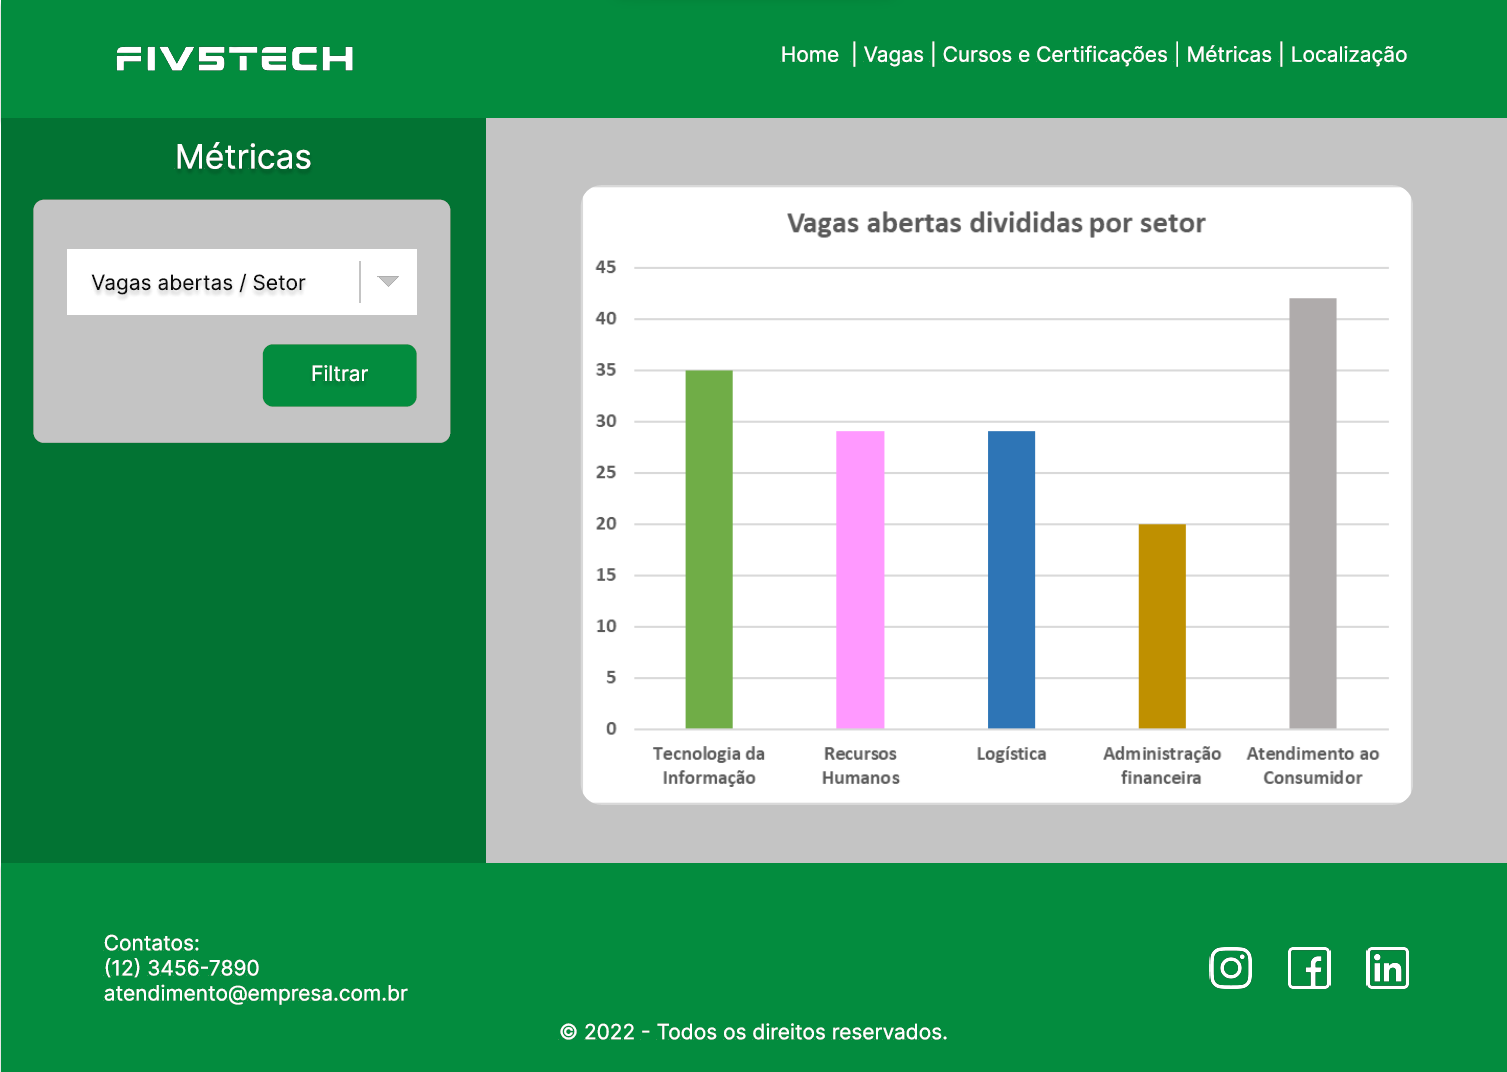 FIV5TECH
Home | Vagas | Cursos e Certificações | Métricas | Localização
Métricas
Vagas abertas / Setor
Filtrar
Vagas abertas divididas por setor
45
40
35
30
25
20
15
10
5
0
Tecnologia da Informação
Recursos Humanos
Logística
Administração financeira
Atendimento ao Consumidor
Contatos:
(12) 3456-7890
atendimento@empresa.com.br
© 2022 - Todos os direitos reservados.